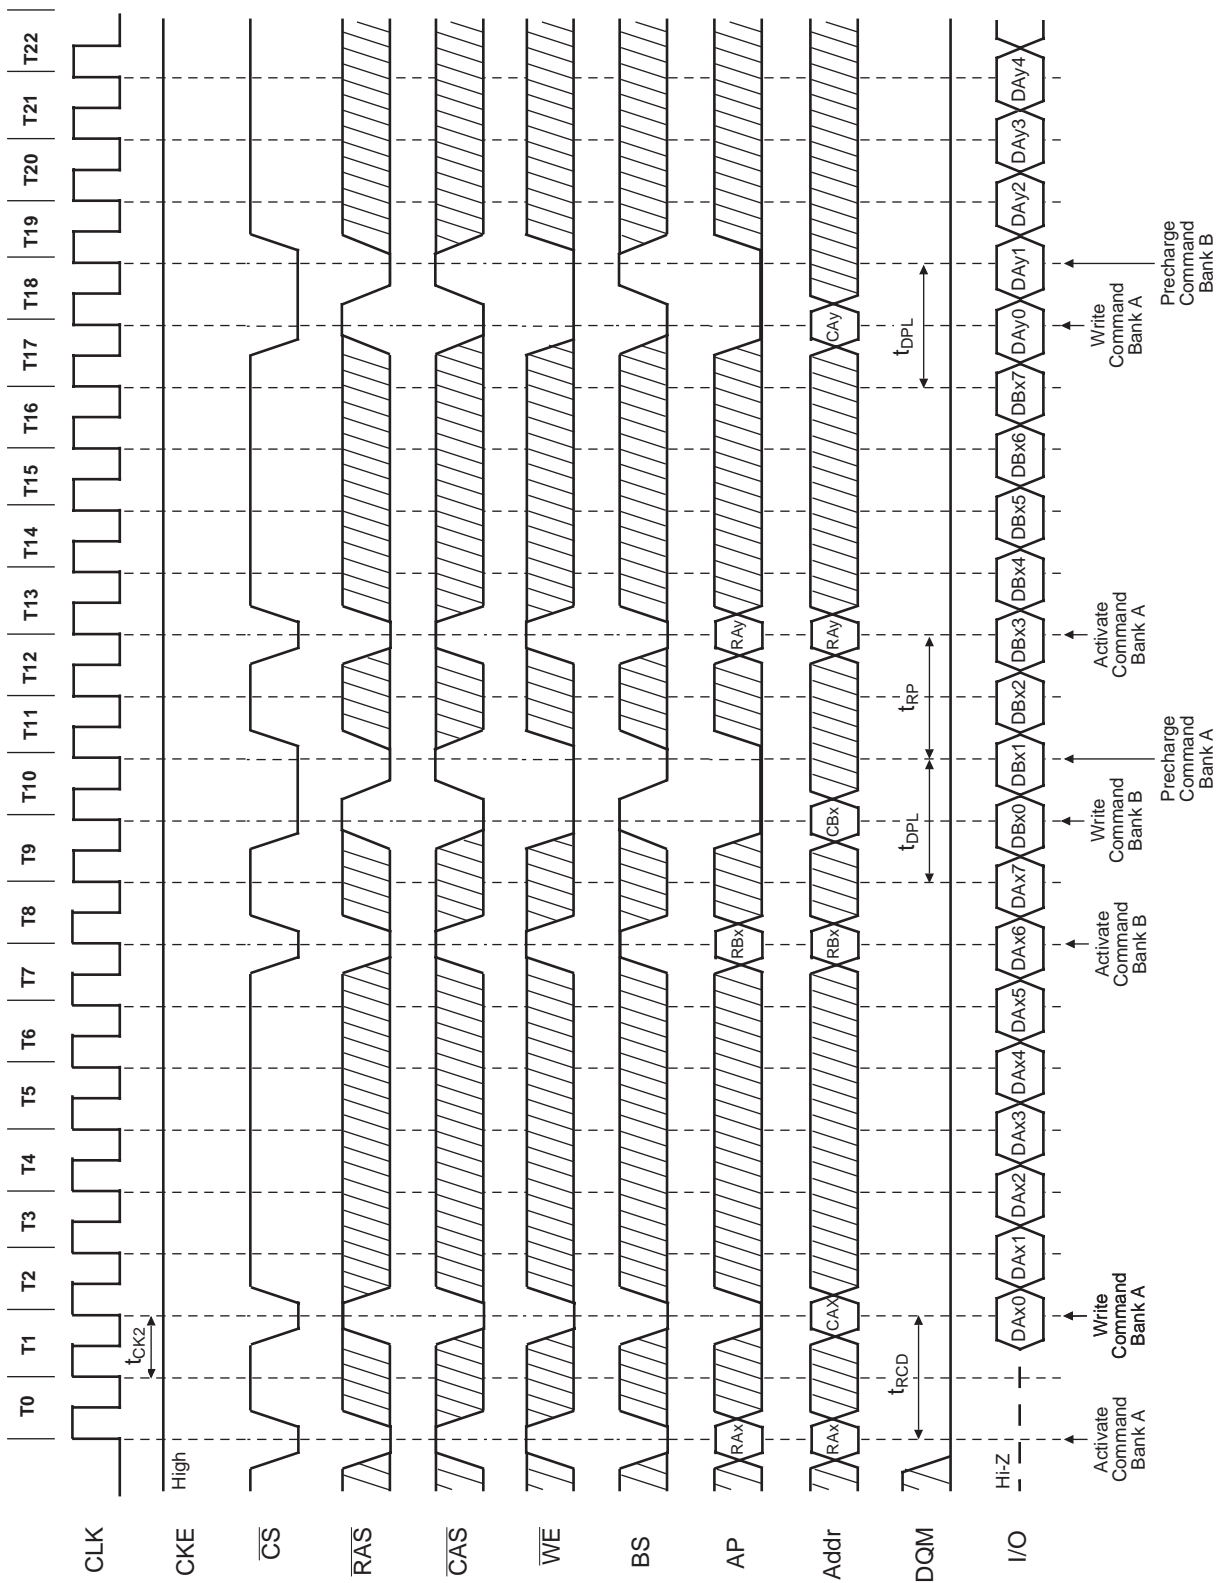 T0 T1 T2 T3 T4 T5 T6 T7 T8 T9 T10 T11 T12 T13 T14 T15 T16 T17 T18 T19 T20 T21 T22
CLK
tCK2
CKE
High
CS
RAS
CAS
WE
BS
AP
RAx RBx RAy
Addr
RAx CAX RBx CBx RAy CAy
DQM
tRCD tDPL tRP tDPL
I/O
Hi-Z
DAx0 DAx1 DAx2 DAx3 DAx4 DAx5 DAx6 DAx7 DBx0 DBx1 DBx2 DBx3 DBx4 DBx5 DBx6 DBx7 DAy0 DAy1 DAy2 DAy3 DAy4
Activate
Command
Bank A
Write
Command
Bank A
Activate
Command
Bank B
Write
Command
Bank B
Precharge
Command
Bank A
Activate
Command
Bank A
Write
Command
Bank A
Precharge
Command
Bank B